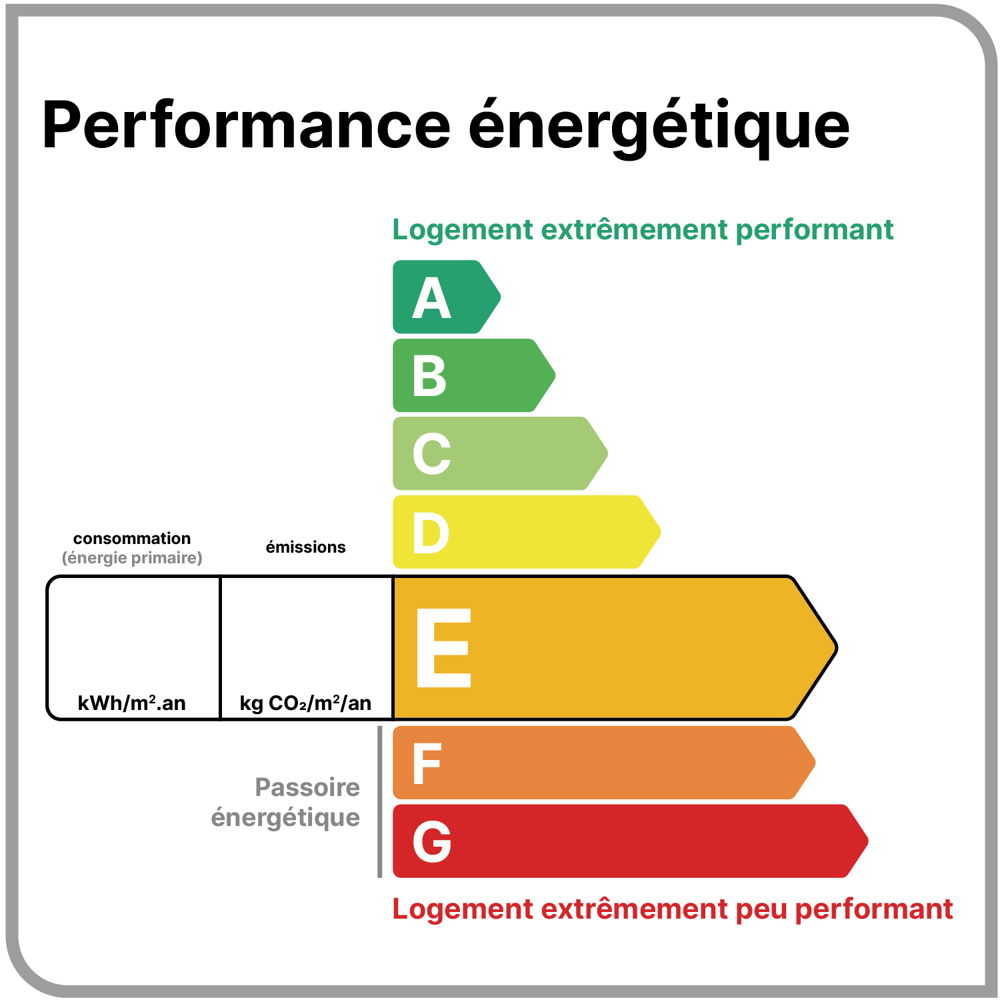 Performance énergétique
Logement extrêmement performant
A
B
C
D
consommation
(énergie primaire)
émissions
kWh/m².an
kg CO₂/m²/an
E
Passoire
énergétique
F
G
Logement extrêmement peu performant